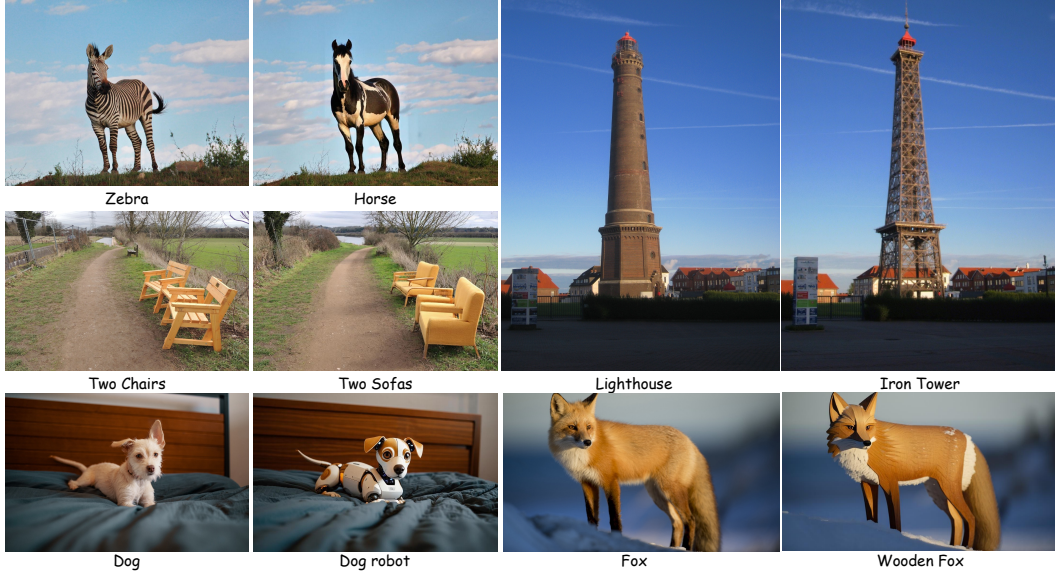 Zebra
Horse
Two Chairs
Two Sofas
Lighthouse
Iron Tower
Dog
Dog robot
Fox
Wooden Fox